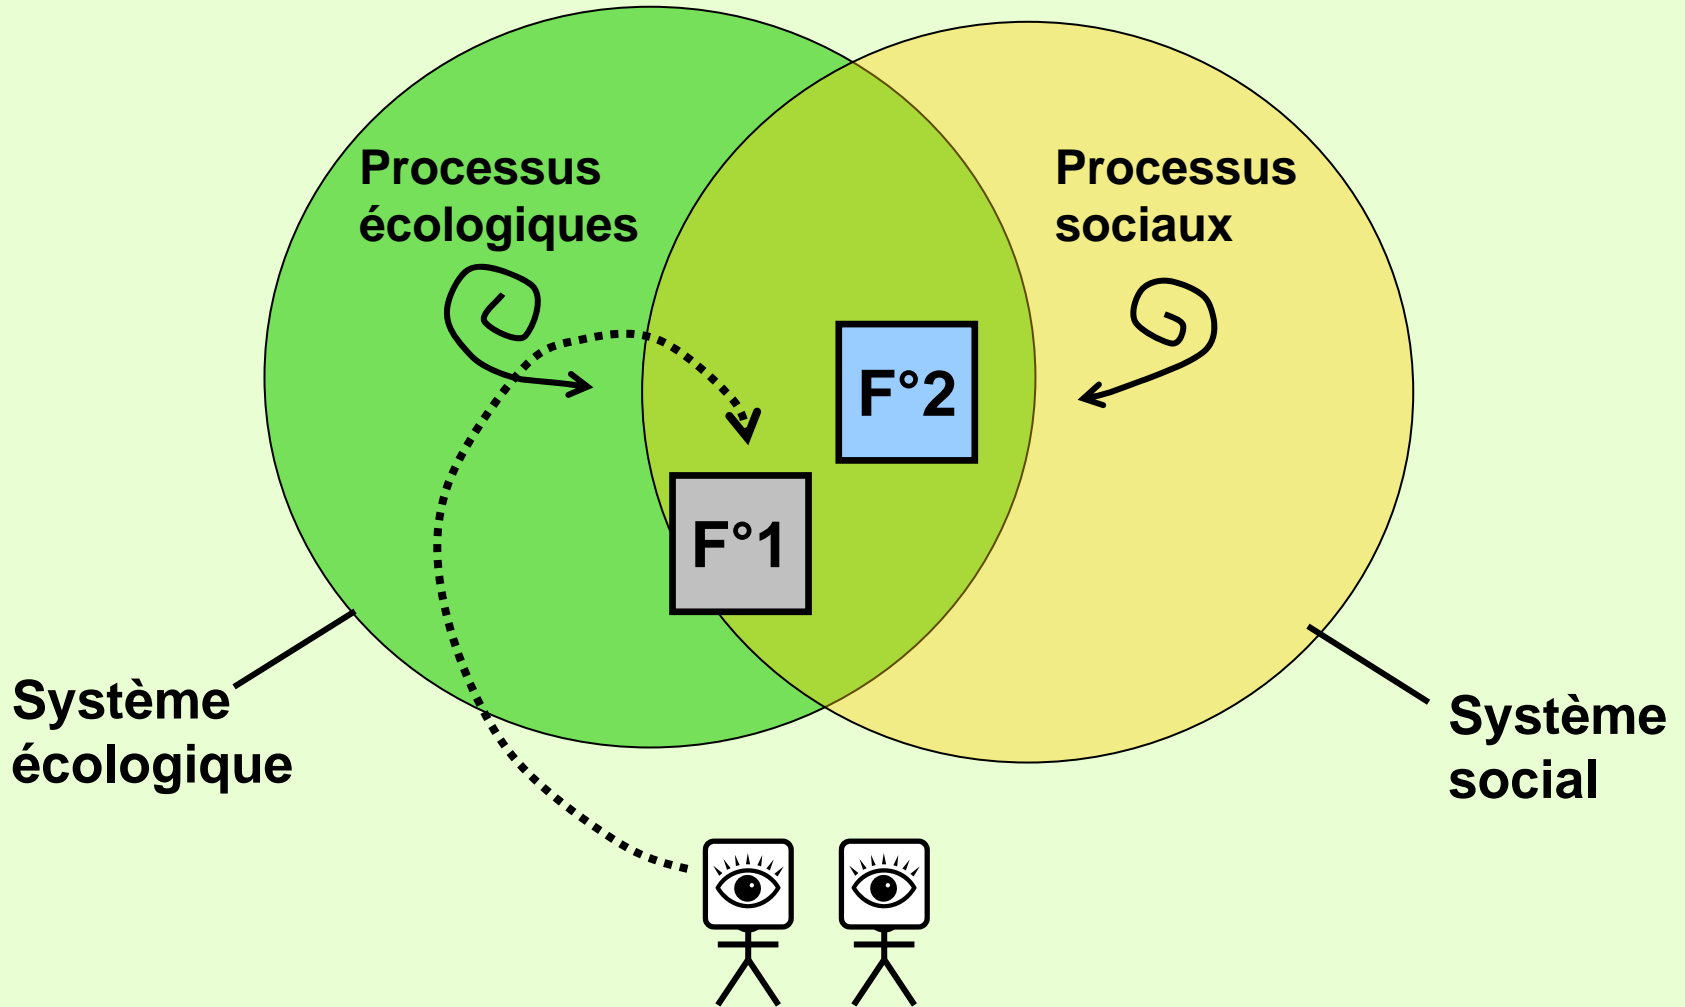 Processus
écologiques
Processus
sociaux
F°2
F°1
Système
écologique
Système
social